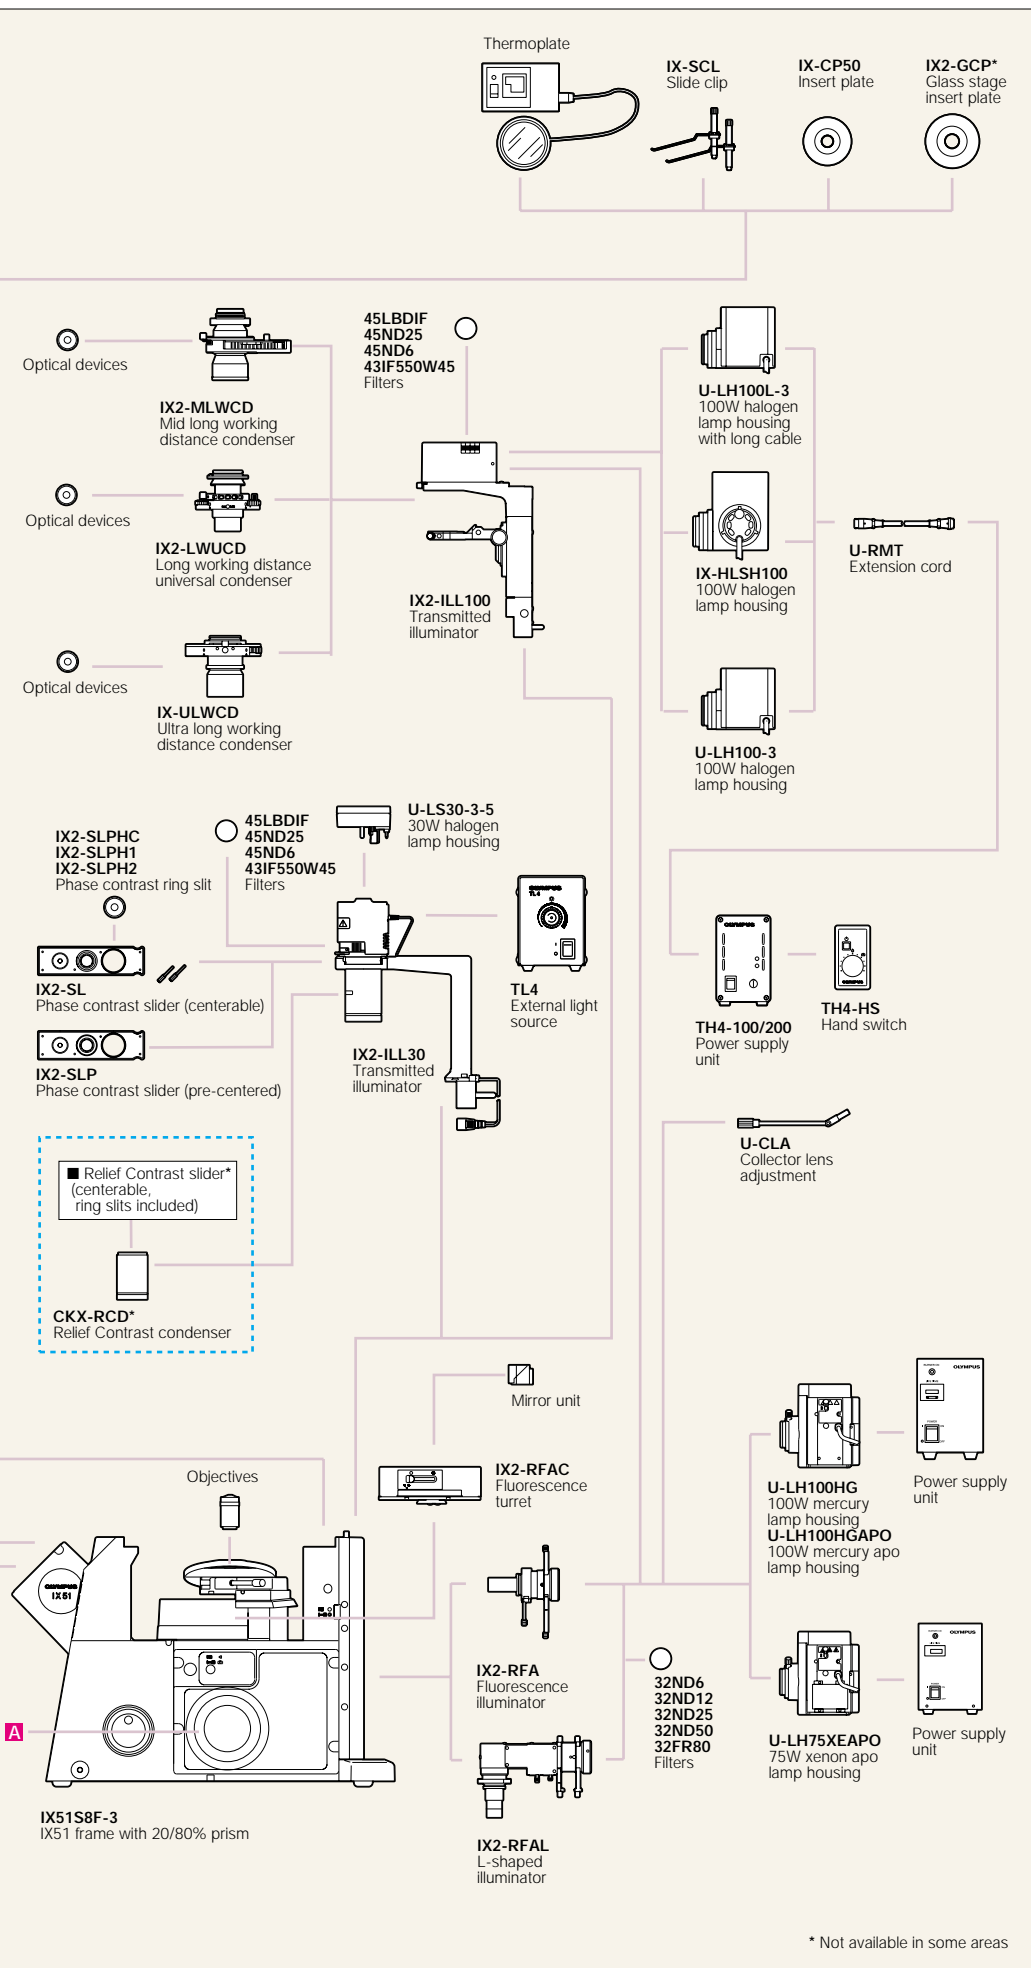 Thermoplate
IX-SCL
Slide clip
IX-CP50
Insert plate
IX2-GCP*
Glass stage
insert plate
45LBDIF
45ND25
45ND6
43IF550W45
Filters
Optical devices
IX2-MLWCD
Mid long working
distance condenser
U-LH100L-3
100W halogen
lamp housing
with long cable
Optical devices
IX2-LWUCD
Long working distance
universal condenser
IX2-ILL100
Transmitted
illuminator
IX-HLSH100
100W halogen
lamp housing
U-RMT
Extension cord
Optical devices
IX-ULWCD
Ultra long working
distance condenser
U-LH100-3
100W halogen
lamp housing
IX2-SLPHC
IX2-SLPH1
IX2-SLPH2
Phase contrast ring slit
45LBDIF
45ND25
45ND6
43IF550W45
Filters
U-LS30-3-5
30W halogen
lamp housing
OLYMPUS
TL4
IX2-SL
Phase contrast slider (centerable)
TL4
External light
source
OLYMPUS
OLYMPUS
TH4-100/200
Power supply
unit
TH4-HS
Hand switch
IX2-SLP
Phase contrast slider (pre-centered)
IX2-ILL30
Transmitted
illuminator
U-CLA
Collector lens
adjustment
■ Relief Contrast slider*
(centerable,
ring slits included)
CKX-RCD*
Relief Contrast condenser
Mirror unit
OLYMPUS
POWER
ON
OFF
IX2-RFAC
Fluorescence
turret
Objectives
U-LH100HG
100W mercury
lamp housing
U-LH100HGAPO
100W mercury apo
lamp housing
Power supply
unit
OLYMPUS
IX51
IX2-RFA
Fluorescence
illuminator
32ND6
32ND12
32ND25
32ND50
32FR80
Filters
OLYMPUS
A
U-LH75XEAPO
75W xenon apo
lamp housing
Power supply
unit
IX51S8F-3
IX51 frame with 20/80% prism
IX2-RFAL
L-shaped
illuminator
* Not available in some areas